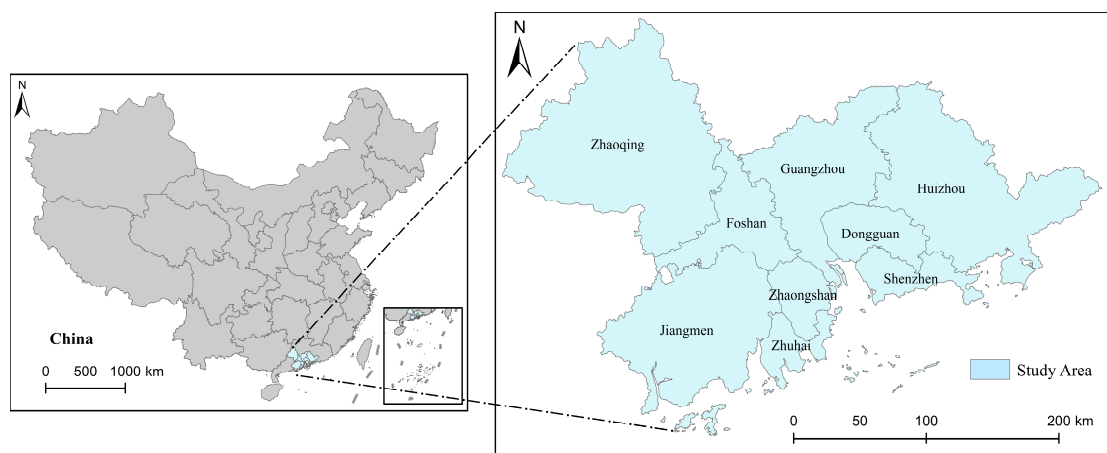 N
China
0 500 1000 km
N
Zhaoqing
Guangzhou
Huizhou
Foshan
Dongguan
Shenzhen
Zhaongshan
Jiangmen
Zhuhai
Study Area
0 100 200 km